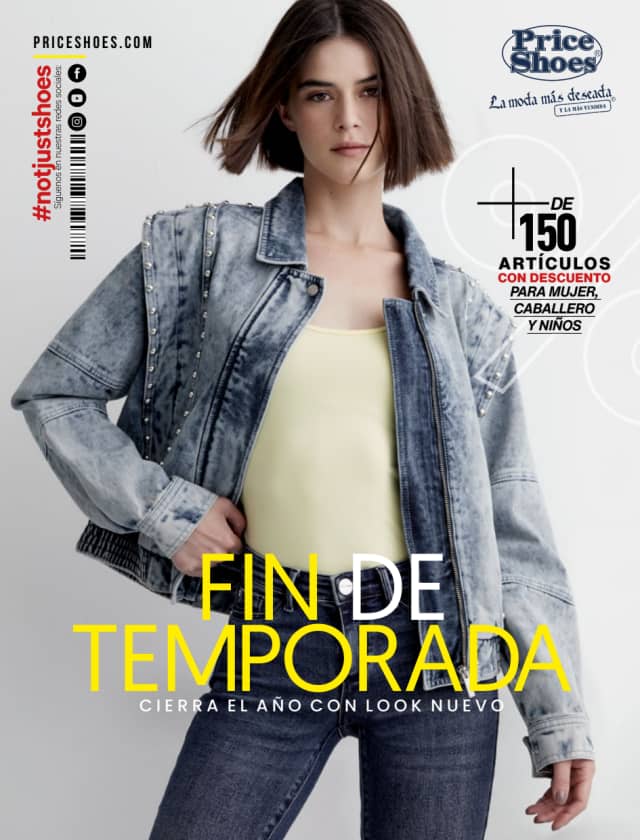 PRICESHOES.COM
#notjustshoes
Síguenos en nuestras redes sociales:
Price
Shoes®
La moda más deseada
Y LA MÁS VENDIDA
+ DE
150
ARTÍCULOS
CON DESCUENTO
PARA MUJER,
CABALLERO
Y NIÑOS
%
FIN DE
TEMPORADA
CIERRA EL AÑO CON LOOK NUEVO